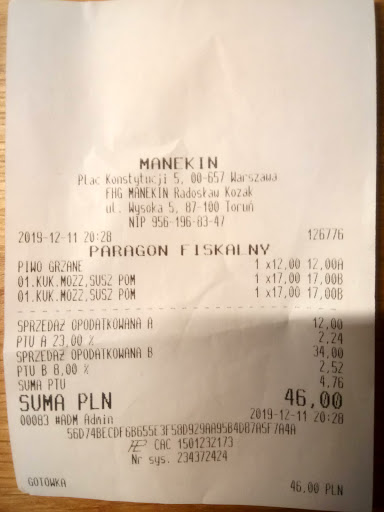 MANEKIN
Plac Konstytucji 5, 00-657 Warszawa
FHG MANEKIN Radosław Kozak
ul. Wysoka 5, 87-100 Toruń
NIP 956-196-83-47
2019-12-11 20:28 126776
PARAGON FISKALNY
PIWO GRZANE 1 x12,00 12,00A
01.KUK.MOZZ,SUSZ POM 1 x17,00 17,00B
01.KUK.MOZZ,SUSZ POM 1 x17,00 17,00B
SPRZEDAŻ OPODATKOWANA A 12,00
PTU A 23,00 % 2,24
SPRZEDAŻ OPODATKOWANA B 34,00
PTU B 8,00 % 2,52
SUMA PTU 4,76
SUMA PLN 46,00
00083 #ADM Admin 2019-12-11 20:28
56D74BECDF6B655E3F58D929AA95B4D87A5F7A4A
CAC 1501232173
Nr sys. 234372424
GOTÓWKA 46,00 PLN